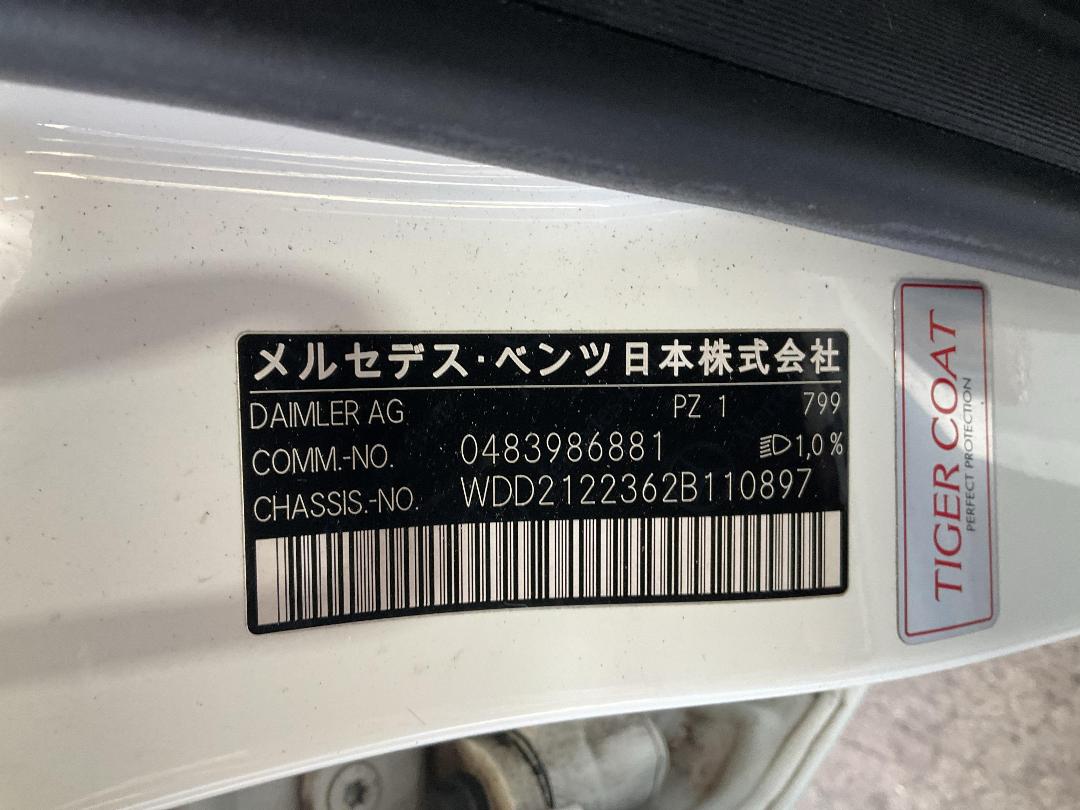 メルセデス・ベンツ日本株式会社
DAIMLER AG PZ 1 799
COMM.-NO. 0483986881 1,0%
CHASSIS.-NO. WDD2122362B110897
TIGER COAT
PERFECT PROTECTION